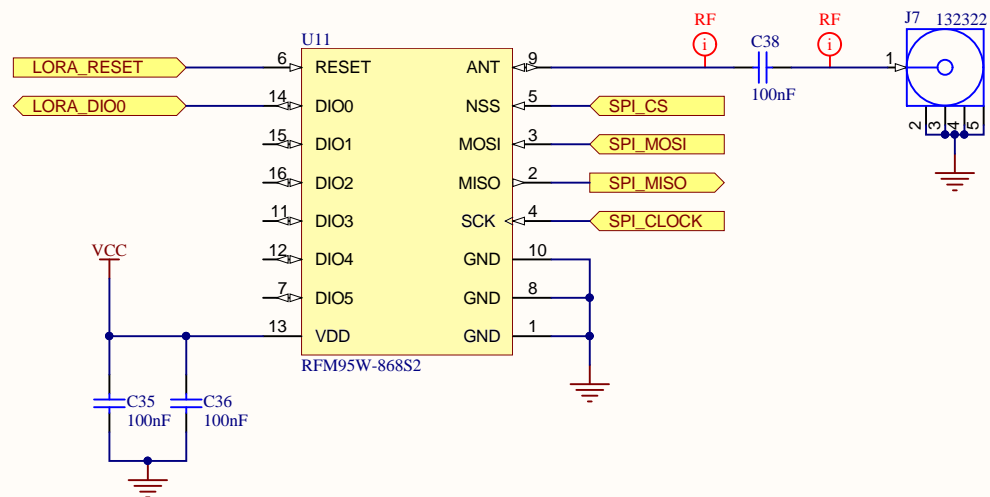 U11
LORA_RESET
6
RESET
LORA_DIO0
14
DIO0
15
DIO1
16
DIO2
11
DIO3
12
DIO4
7
DIO5
13
VDD
ANT
9
NSS
5
SPI_CS
MOSI
3
SPI_MOSI
MISO
2
SPI_MISO
SCK
4
SPI_CLOCK
GND
10
GND
8
GND
1
RFM95W-868S2
RF
i
C38
100nF
RF
i
J7
132322
1
2
3
4
5
VCC
C35
100nF
C36
100nF